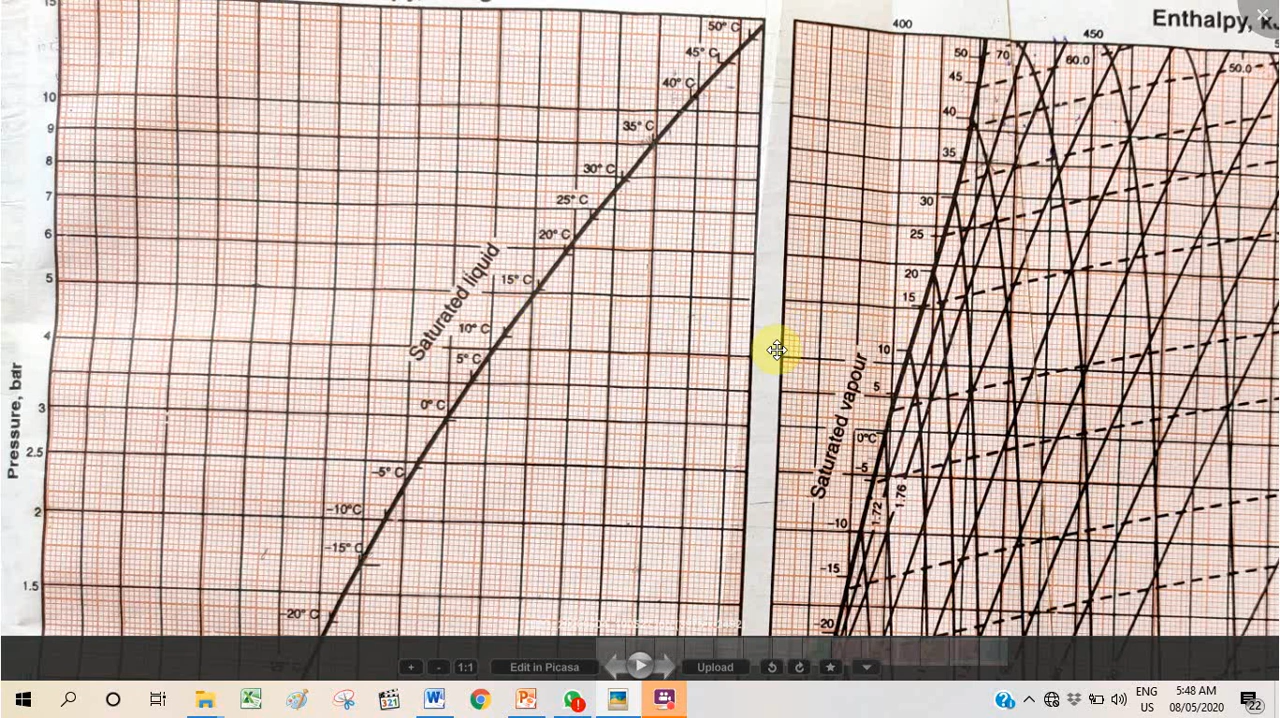 15
10
9
8
7
6
5
4
3
2.5
2
1.5
Pressure, bar
50° C
45° C
40° C
35° C
30° C
25° C
20° C
15° C
10° C
5° C
0° C
-5° C
-10°C
-15° C
-20° C
Saturated liquid
400
450
Enthalpy,
50
70
60.0
50.0
45
40
35
30
25
20
15
10
5
0°C
-5
-10
-15
-20
1.72
1.76
Saturated vapour
+
-
1:1
Edit in Picasa
Upload
321
ENG
US
5:48 AM
08/05/2020
22